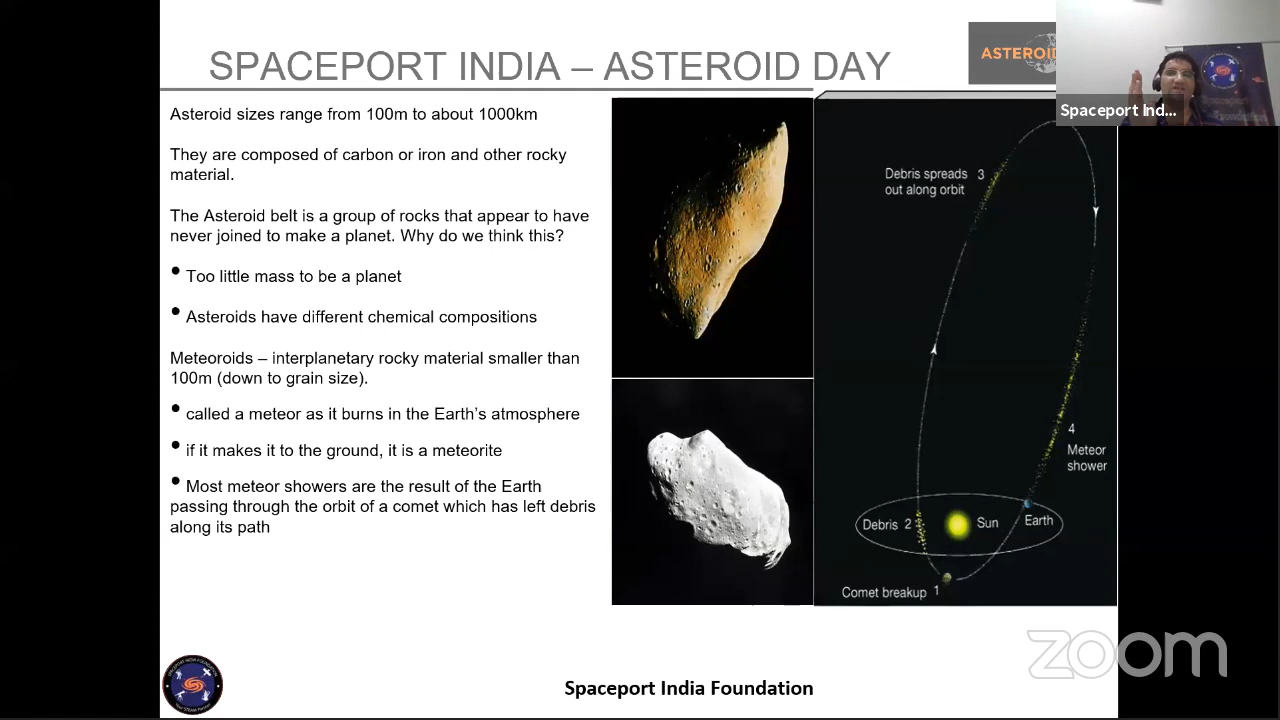 SPACEPORT INDIA – ASTEROID DAY
ASTEROID
Spaceport Ind...
Asteroid sizes range from 100m to about 1000km
They are composed of carbon or iron and other rocky
material.
The Asteroid belt is a group of rocks that appear to have
never joined to make a planet. Why do we think this?
• Too little mass to be a planet
• Asteroids have different chemical compositions
Meteoroids – interplanetary rocky material smaller than
100m (down to grain size).
• called a meteor as it burns in the Earth's atmosphere
• if it makes it to the ground, it is a meteorite
• Most meteor showers are the result of the Earth
passing through the orbit of a comet which has left debris
along its path
Debris spreads 3
out along orbit
4
Meteor
shower
Debris 2
Sun
Earth
Comet breakup 1
zoom
SPACEPORT INDIA FOUNDATION
Spaceport India Foundation